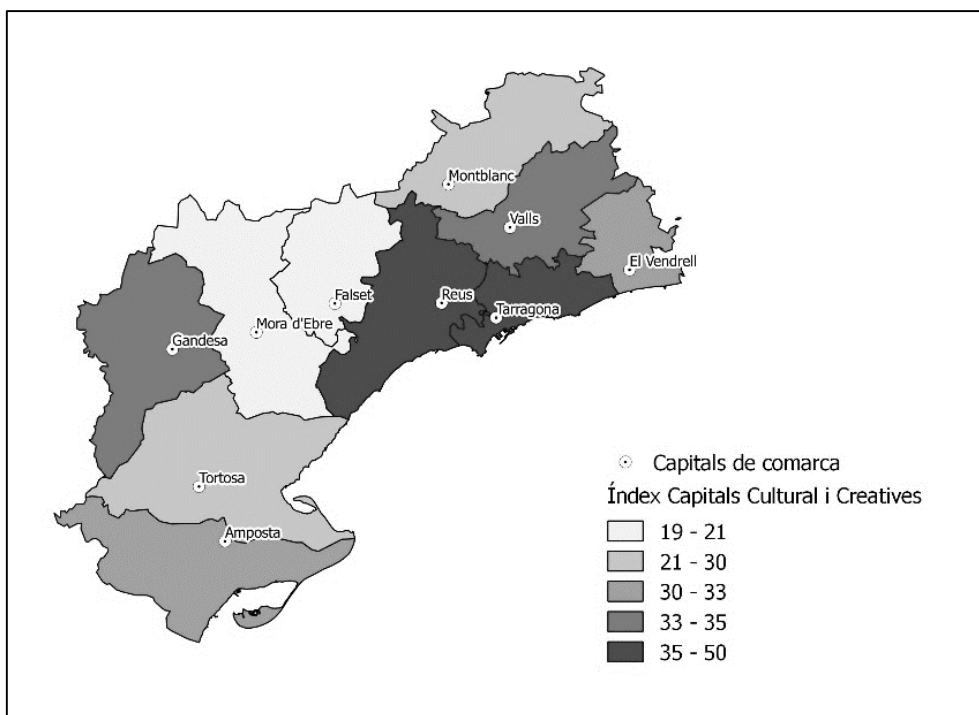 Montblanc
Valls
El Vendrell
Falset
Reus
Tarragona
Mora d'Ebre
Gandesa
Tortosa
Amposta
Capitals de comarca
Índex Capitals Cultural i Creatives
19 - 21
21 - 30
30 - 33
33 - 35
35 - 50